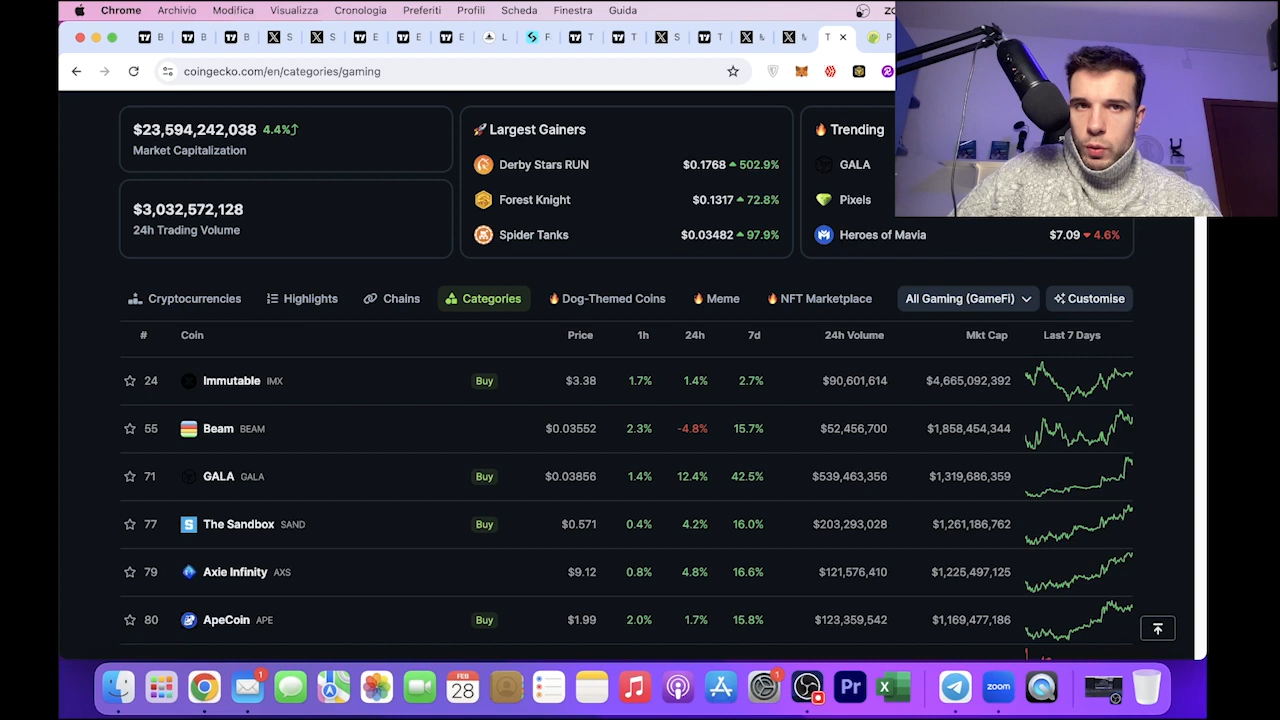 Chrome Archivio Modifica Visualizza Cronologia Preferiti Profili Scheda Finestra Guida
B B B S S E E E L F T T S T T P
coingecko.com/en/categories/gaming
$23,594,242,038 4.4%
Market Capitalization
$3,032,572,128
24h Trading Volume
Largest Gainers
Derby Stars RUN $0.1768 502.9%
Forest Knight $0.1317 72.8%
Spider Tanks $0.03482 97.9%
Trending
GALA
Pixels
Heroes of Mavia $7.09 4.6%
Cryptocurrencies Highlights Chains Categories Dog-Themed Coins Meme NFT Marketplace All Gaming (GameFi) Customise
# Coin Price 1h 24h 7d 24h Volume Mkt Cap Last 7 Days
24 Immutable IMX Buy $3.38 1.7% 1.4% 2.7% $90,601,614 $4,665,092,392
55 Beam BEAM $0.03552 2.3% -4.8% 15.7% $52,456,700 $1,858,454,344
71 GALA GALA Buy $0.03856 1.4% 12.4% 42.5% $539,463,356 $1,319,686,359
77 The Sandbox SAND Buy $0.571 0.4% 4.2% 16.0% $203,293,028 $1,261,186,762
79 Axie Infinity AXS $9.12 0.8% 4.8% 16.6% $121,576,410 $1,225,497,125
80 ApeCoin APE Buy $1.99 2.0% 1.7% 15.8% $123,359,542 $1,169,477,186
1 FEB 28 1 Pr zoom